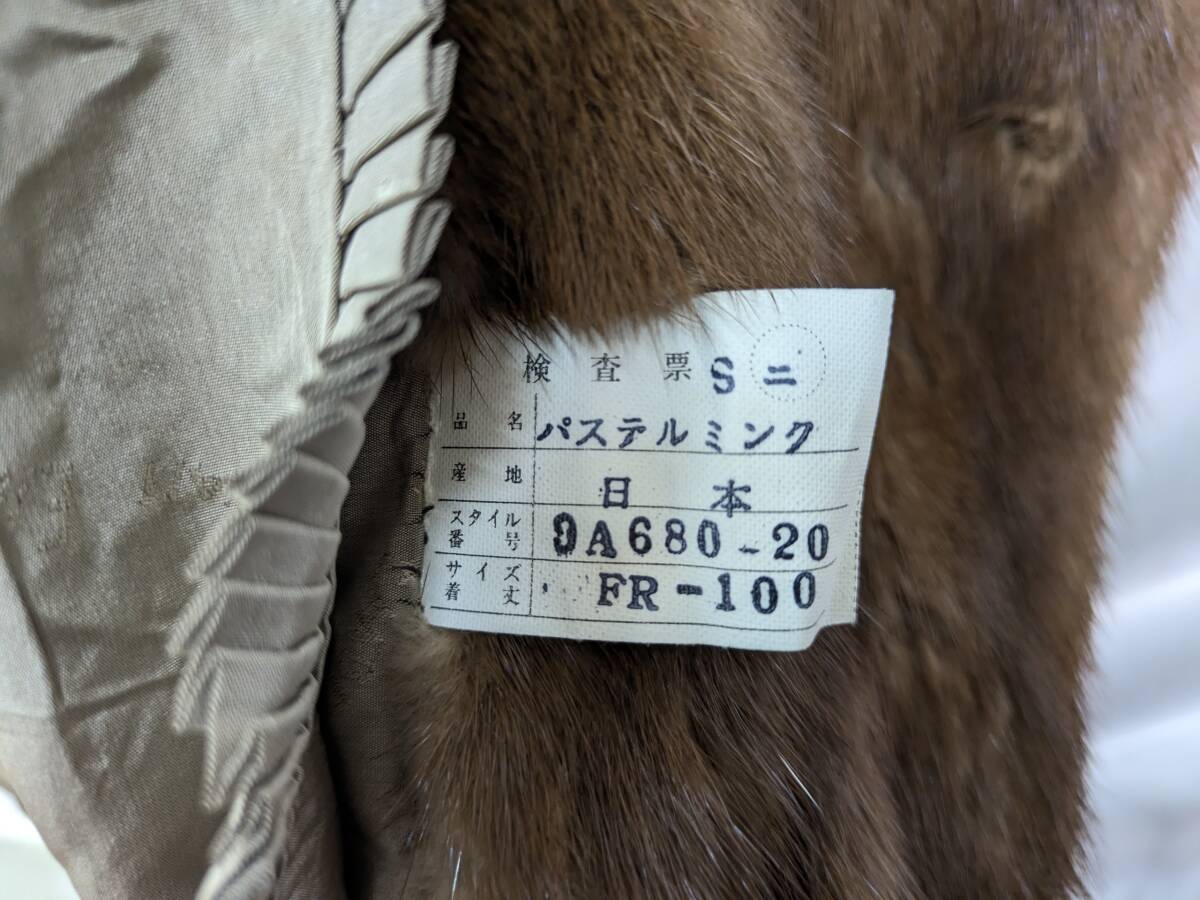 検査票 S ニ
品名 パステルミンク
産地 日本
スタイル番号 9A680-20
サイズ着丈 FR-100